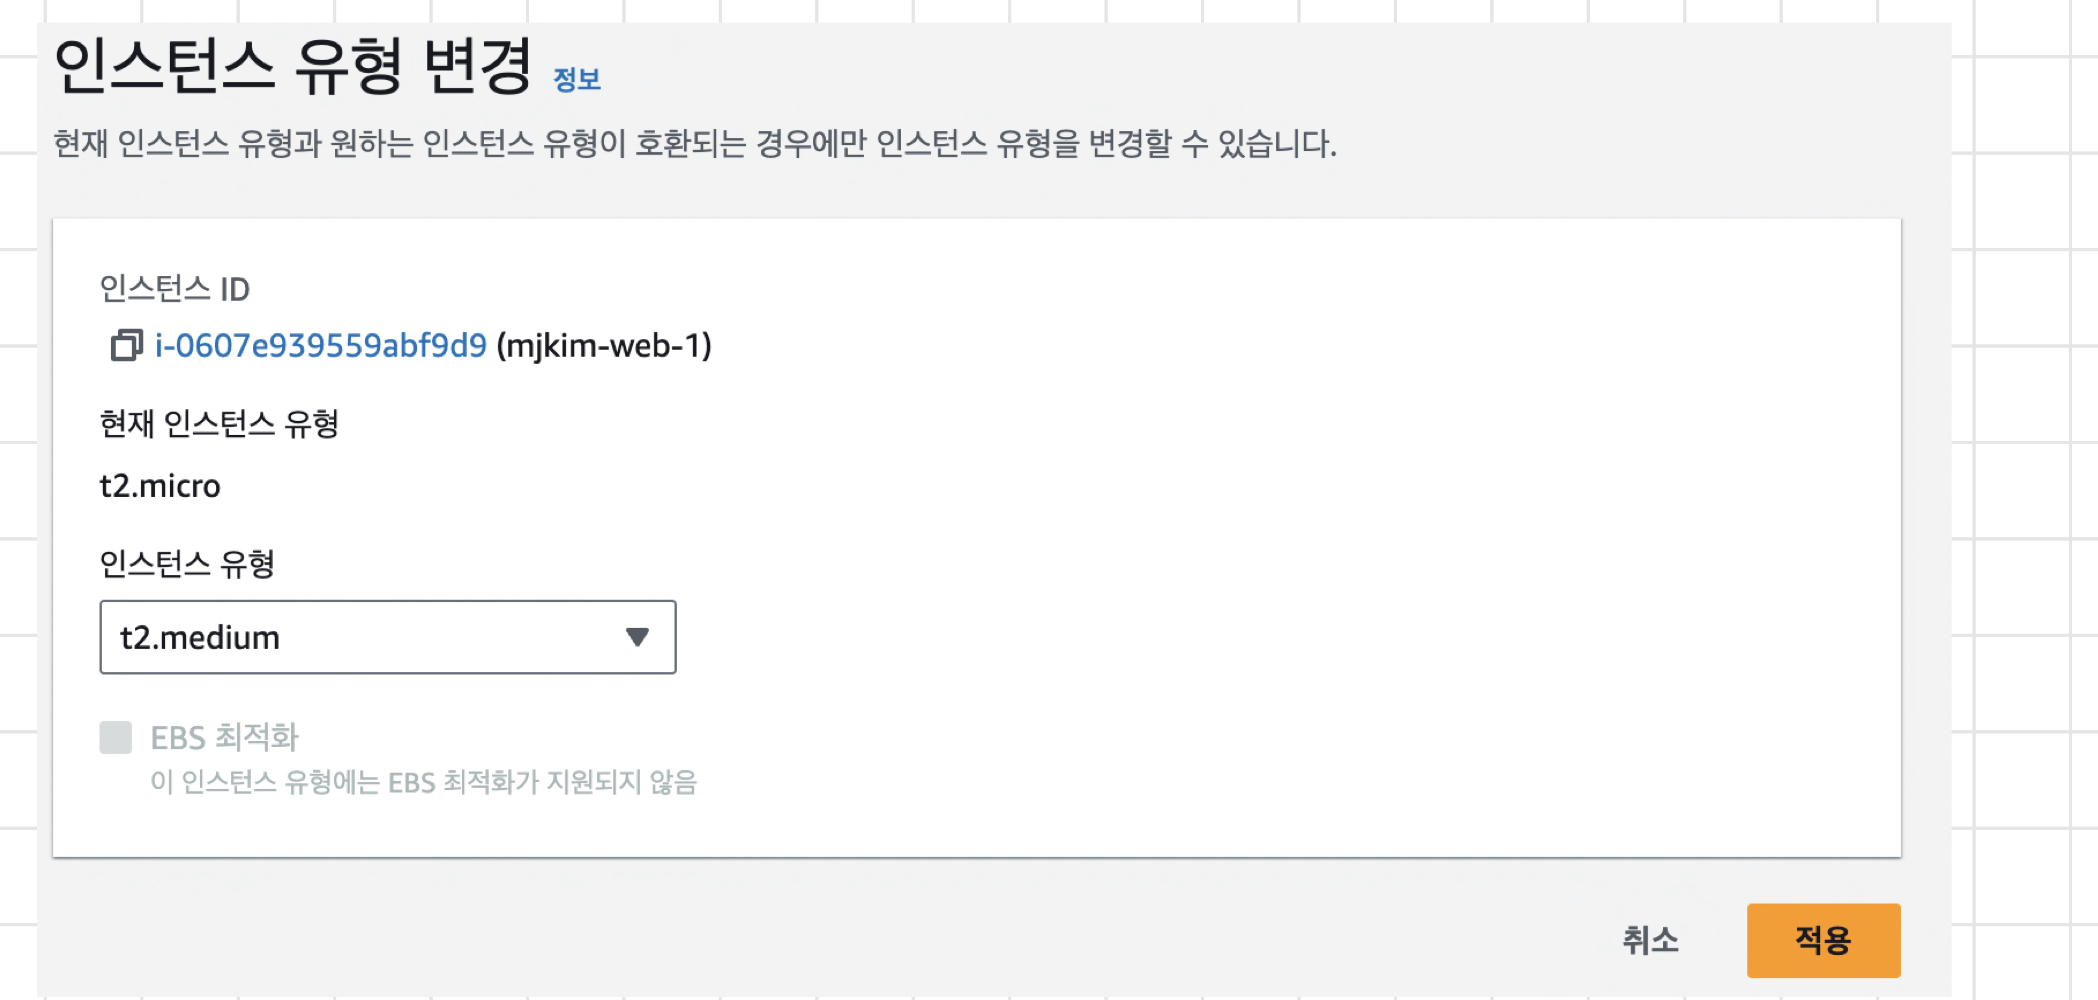 인스턴스 유형 변경 정보
현재 인스턴스 유형과 원하는 인스턴스 유형이 호환되는 경우에만 인스턴스 유형을 변경할 수 있습니다.
인스턴스 ID
i-0607e939559abf9d9 (mjkim-web-1)
현재 인스턴스 유형
t2.micro
인스턴스 유형
t2.medium
EBS 최적화
이 인스턴스 유형에는 EBS 최적화가 지원되지 않음
취소 적용